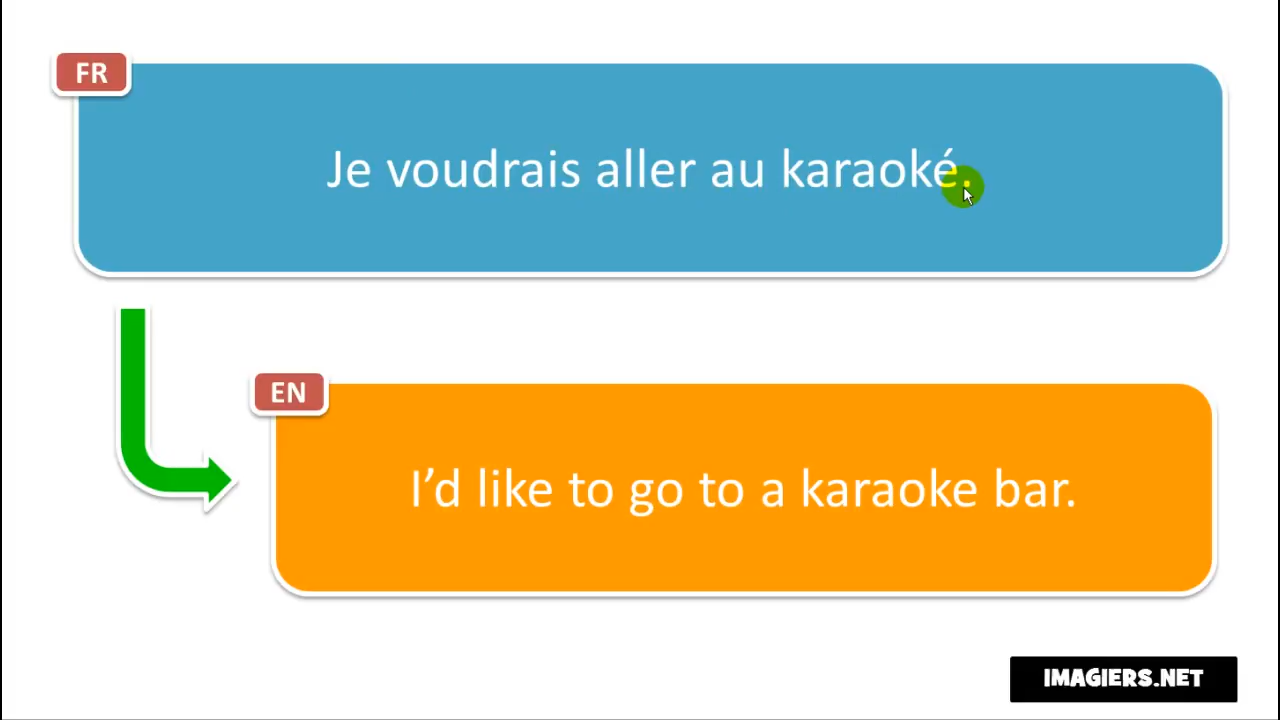 FR
Je voudrais aller au karaoké.
EN
I’d like to go to a karaoke bar.
IMAGIERS.NET